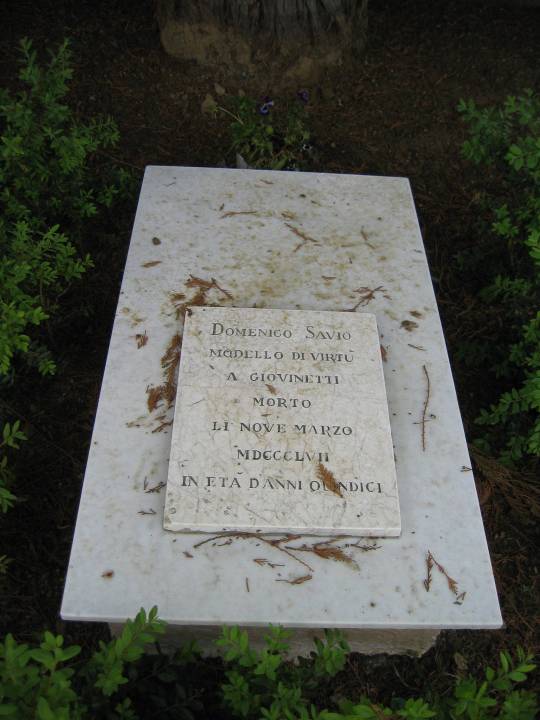 DOMENICO SAVIO
MODELLO DI VIRTÙ
A GIOVINETTI
MORTO
LI NOVE MARZO
MDCCCLVII
IN ETÀ D'ANNI QUINDICI